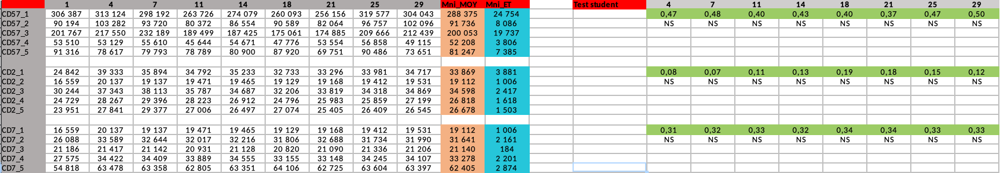 1 4 7 11 14 18 21 25 29 Mni_MOY Mni_ET Test student 4 7 11 14 18 21 25 29
CD57_1 306 387 313 124 298 192 263 726 274 079 260 093 256 156 319 577 304 043 288 375 24 754 0,47 0,48 0,40 0,43 0,40 0,37 0,47 0,50
CD57_2 90 194 103 282 93 720 80 372 86 554 90 589 82 064 96 757 102 096 91 736 8 086 NS NS NS NS NS NS NS NS
CD57_3 201 767 217 550 232 189 189 499 187 425 175 061 174 885 209 666 212 439 200 053 19 737
CD57_4 53 510 53 129 55 610 45 644 54 671 47 776 53 554 56 858 49 115 52 208 3 806
CD57_5 91 316 78 617 79 793 78 789 80 900 87 920 69 751 90 486 73 651 81 247 7 385
CD2_1 24 842 39 333 35 894 34 792 35 233 32 733 33 296 33 981 34 717 33 869 3 881 0,08 0,07 0,11 0,13 0,19 0,18 0,15 0,12
CD2_2 16 559 20 137 19 137 19 471 19 465 19 129 19 168 19 412 19 531 19 112 1 006 NS NS NS NS NS NS NS NS
CD2_3 30 244 37 343 38 113 35 787 34 687 32 206 33 819 34 318 34 869 34 598 2 417
CD2_4 24 729 28 267 29 396 28 223 26 912 24 796 25 983 25 859 27 199 26 818 1 618
CD2_5 23 951 27 841 29 377 27 006 26 497 27 074 25 405 26 409 26 545 26 678 1 503
CD7_1 16 559 20 137 19 137 19 471 19 465 19 129 19 168 19 412 19 531 19 112 1 006 0,31 0,32 0,33 0,32 0,34 0,34 0,33 0,33
CD7_2 26 088 33 589 32 644 32 017 32 216 31 806 32 688 31 734 31 990 31 641 2 161 NS NS NS NS NS NS NS NS
CD7_3 21 186 21 417 21 142 20 931 21 128 20 820 21 090 21 336 21 206 21 140 184
CD7_4 27 575 34 422 34 409 33 889 34 555 33 155 33 148 34 245 34 107 33 278 2 201
CD7_5 54 818 63 478 63 358 62 805 63 351 64 106 62 725 63 604 63 397 62 405 2 874